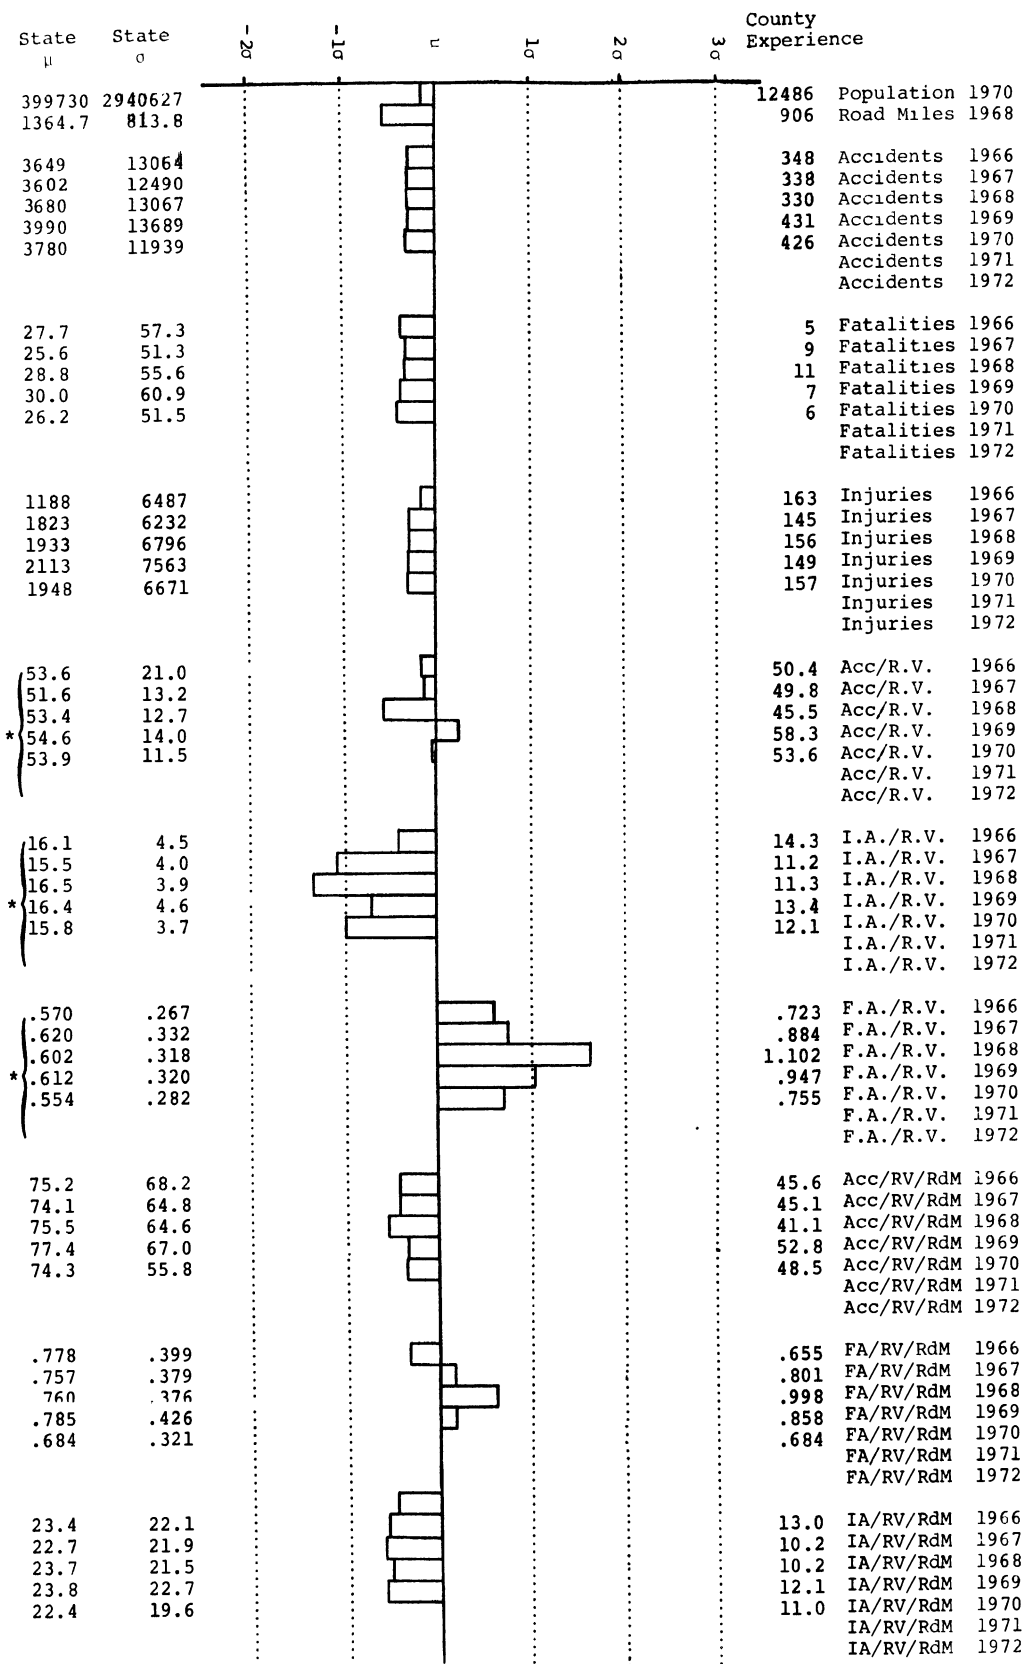 State State -2σ -1σ μ 1σ 2σ 3σ County
μ σ Experience
399730 2940627 12486 Population 1970
1364.7 813.8 906 Road Miles 1968
3649 13064 348 Accidents 1966
3602 12490 338 Accidents 1967
3680 13067 330 Accidents 1968
3990 13689 431 Accidents 1969
3780 11939 426 Accidents 1970
Accidents 1971
Accidents 1972
27.7 57.3 5 Fatalities 1966
25.6 51.3 9 Fatalities 1967
28.8 55.6 11 Fatalities 1968
30.0 60.9 7 Fatalities 1969
26.2 51.5 6 Fatalities 1970
Fatalities 1971
Fatalities 1972
1188 6487 163 Injuries 1966
1823 6232 145 Injuries 1967
1933 6796 156 Injuries 1968
2113 7563 149 Injuries 1969
1948 6671 157 Injuries 1970
Injuries 1971
Injuries 1972
53.6 21.0 50.4 Acc/R.V. 1966
51.6 13.2 49.8 Acc/R.V. 1967
53.4 12.7 45.5 Acc/R.V. 1968
* 54.6 14.0 58.3 Acc/R.V. 1969
53.9 11.5 53.6 Acc/R.V. 1970
Acc/R.V. 1971
Acc/R.V. 1972
16.1 4.5 14.3 I.A./R.V. 1966
15.5 4.0 11.2 I.A./R.V. 1967
16.5 3.9 11.3 I.A./R.V. 1968
* 16.4 4.6 13.4 I.A./R.V. 1969
15.8 3.7 12.1 I.A./R.V. 1970
I.A./R.V. 1971
I.A./R.V. 1972
.570 .267 .723 F.A./R.V. 1966
.620 .332 .884 F.A./R.V. 1967
.602 .318 1.102 F.A./R.V. 1968
* .612 .320 .947 F.A./R.V. 1969
.554 .282 .755 F.A./R.V. 1970
F.A./R.V. 1971
F.A./R.V. 1972
75.2 68.2 45.6 Acc/RV/RdM 1966
74.1 64.8 45.1 Acc/RV/RdM 1967
75.5 64.6 41.1 Acc/RV/RdM 1968
77.4 67.0 52.8 Acc/RV/RdM 1969
74.3 55.8 48.5 Acc/RV/RdM 1970
Acc/RV/RdM 1971
Acc/RV/RdM 1972
.778 .399 .655 FA/RV/RdM 1966
.757 .379 .801 FA/RV/RdM 1967
760 .376 .998 FA/RV/RdM 1968
.785 .426 .858 FA/RV/RdM 1969
.684 .321 .684 FA/RV/RdM 1970
FA/RV/RdM 1971
FA/RV/RdM 1972
23.4 22.1 13.0 IA/RV/RdM 1966
22.7 21.9 10.2 IA/RV/RdM 1967
23.7 21.5 10.2 IA/RV/RdM 1968
23.8 22.7 12.1 IA/RV/RdM 1969
22.4 19.6 11.0 IA/RV/RdM 1970
IA/RV/RdM 1971
IA/RV/RdM 1972